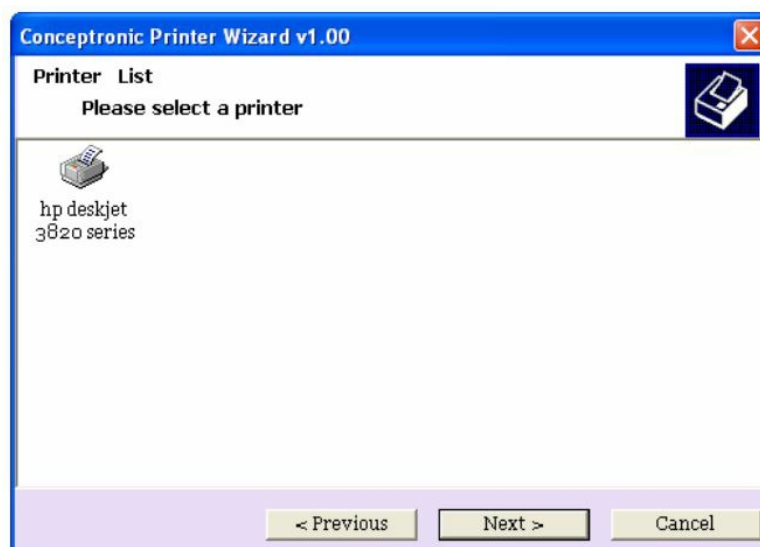 Conceptronic Printer Wizard v1.00
Printer List
Please select a printer
hp deskjet
3820 series
< Previous
Next >
Cancel